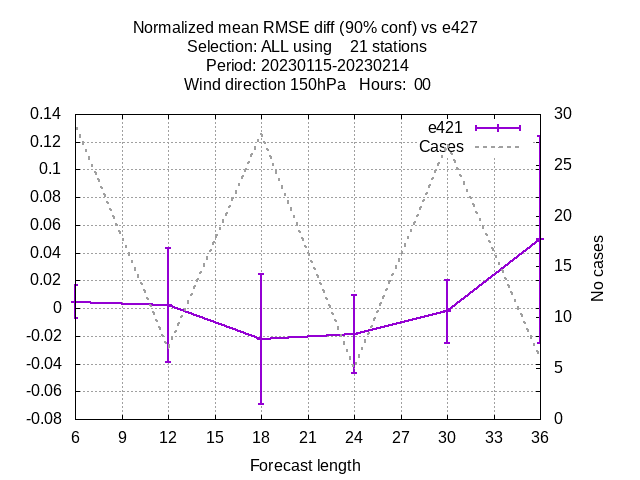 Normalized mean RMSE diff (90% conf) vs e427
Selection: ALL using    21 stations
Period: 20230115-20230214
Wind direction 150hPa   Hours:  00
e421
Cases
0.14
0.12
0.1
0.08
0.06
0.04
0.02
0
-0.02
-0.04
-0.06
-0.08
30
25
20
15
10
5
0
No cases
6 9 12 15 18 21 24 27 30 33 36
Forecast length